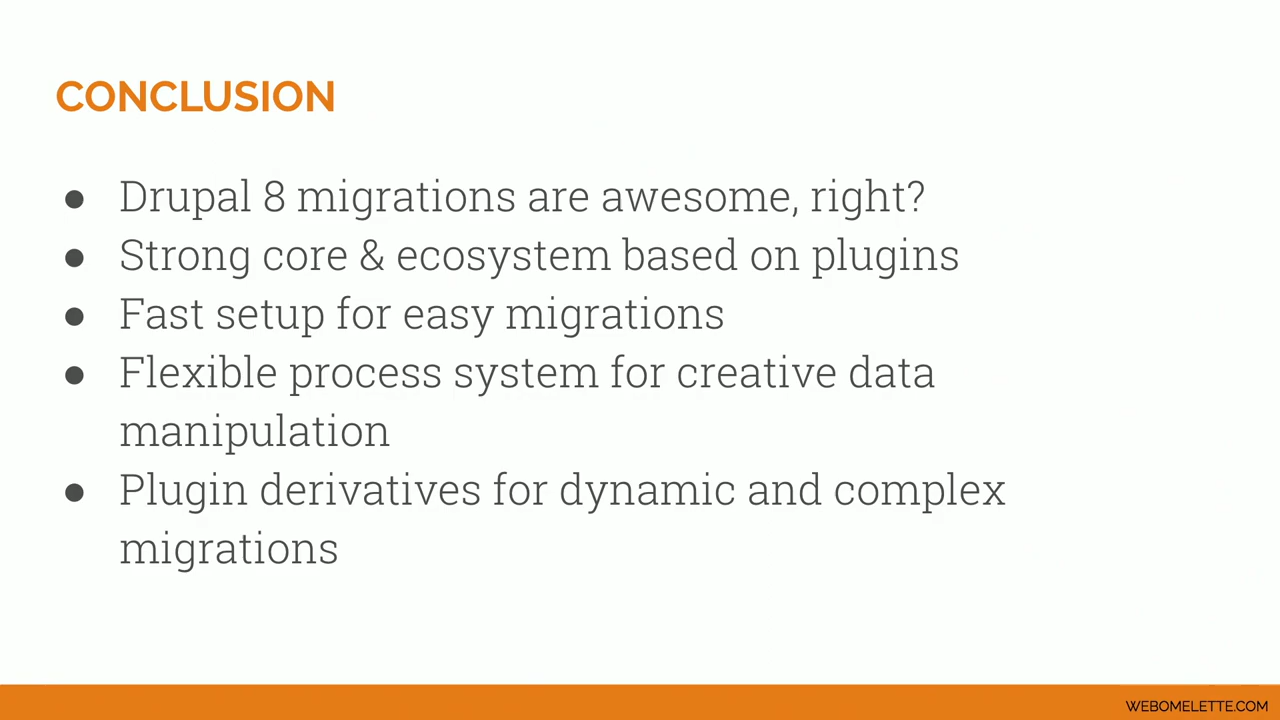 CONCLUSION
● Drupal 8 migrations are awesome, right?
● Strong core & ecosystem based on plugins
● Fast setup for easy migrations
● Flexible process system for creative data
manipulation
● Plugin derivatives for dynamic and complex
migrations
WEBOMELETTE.COM